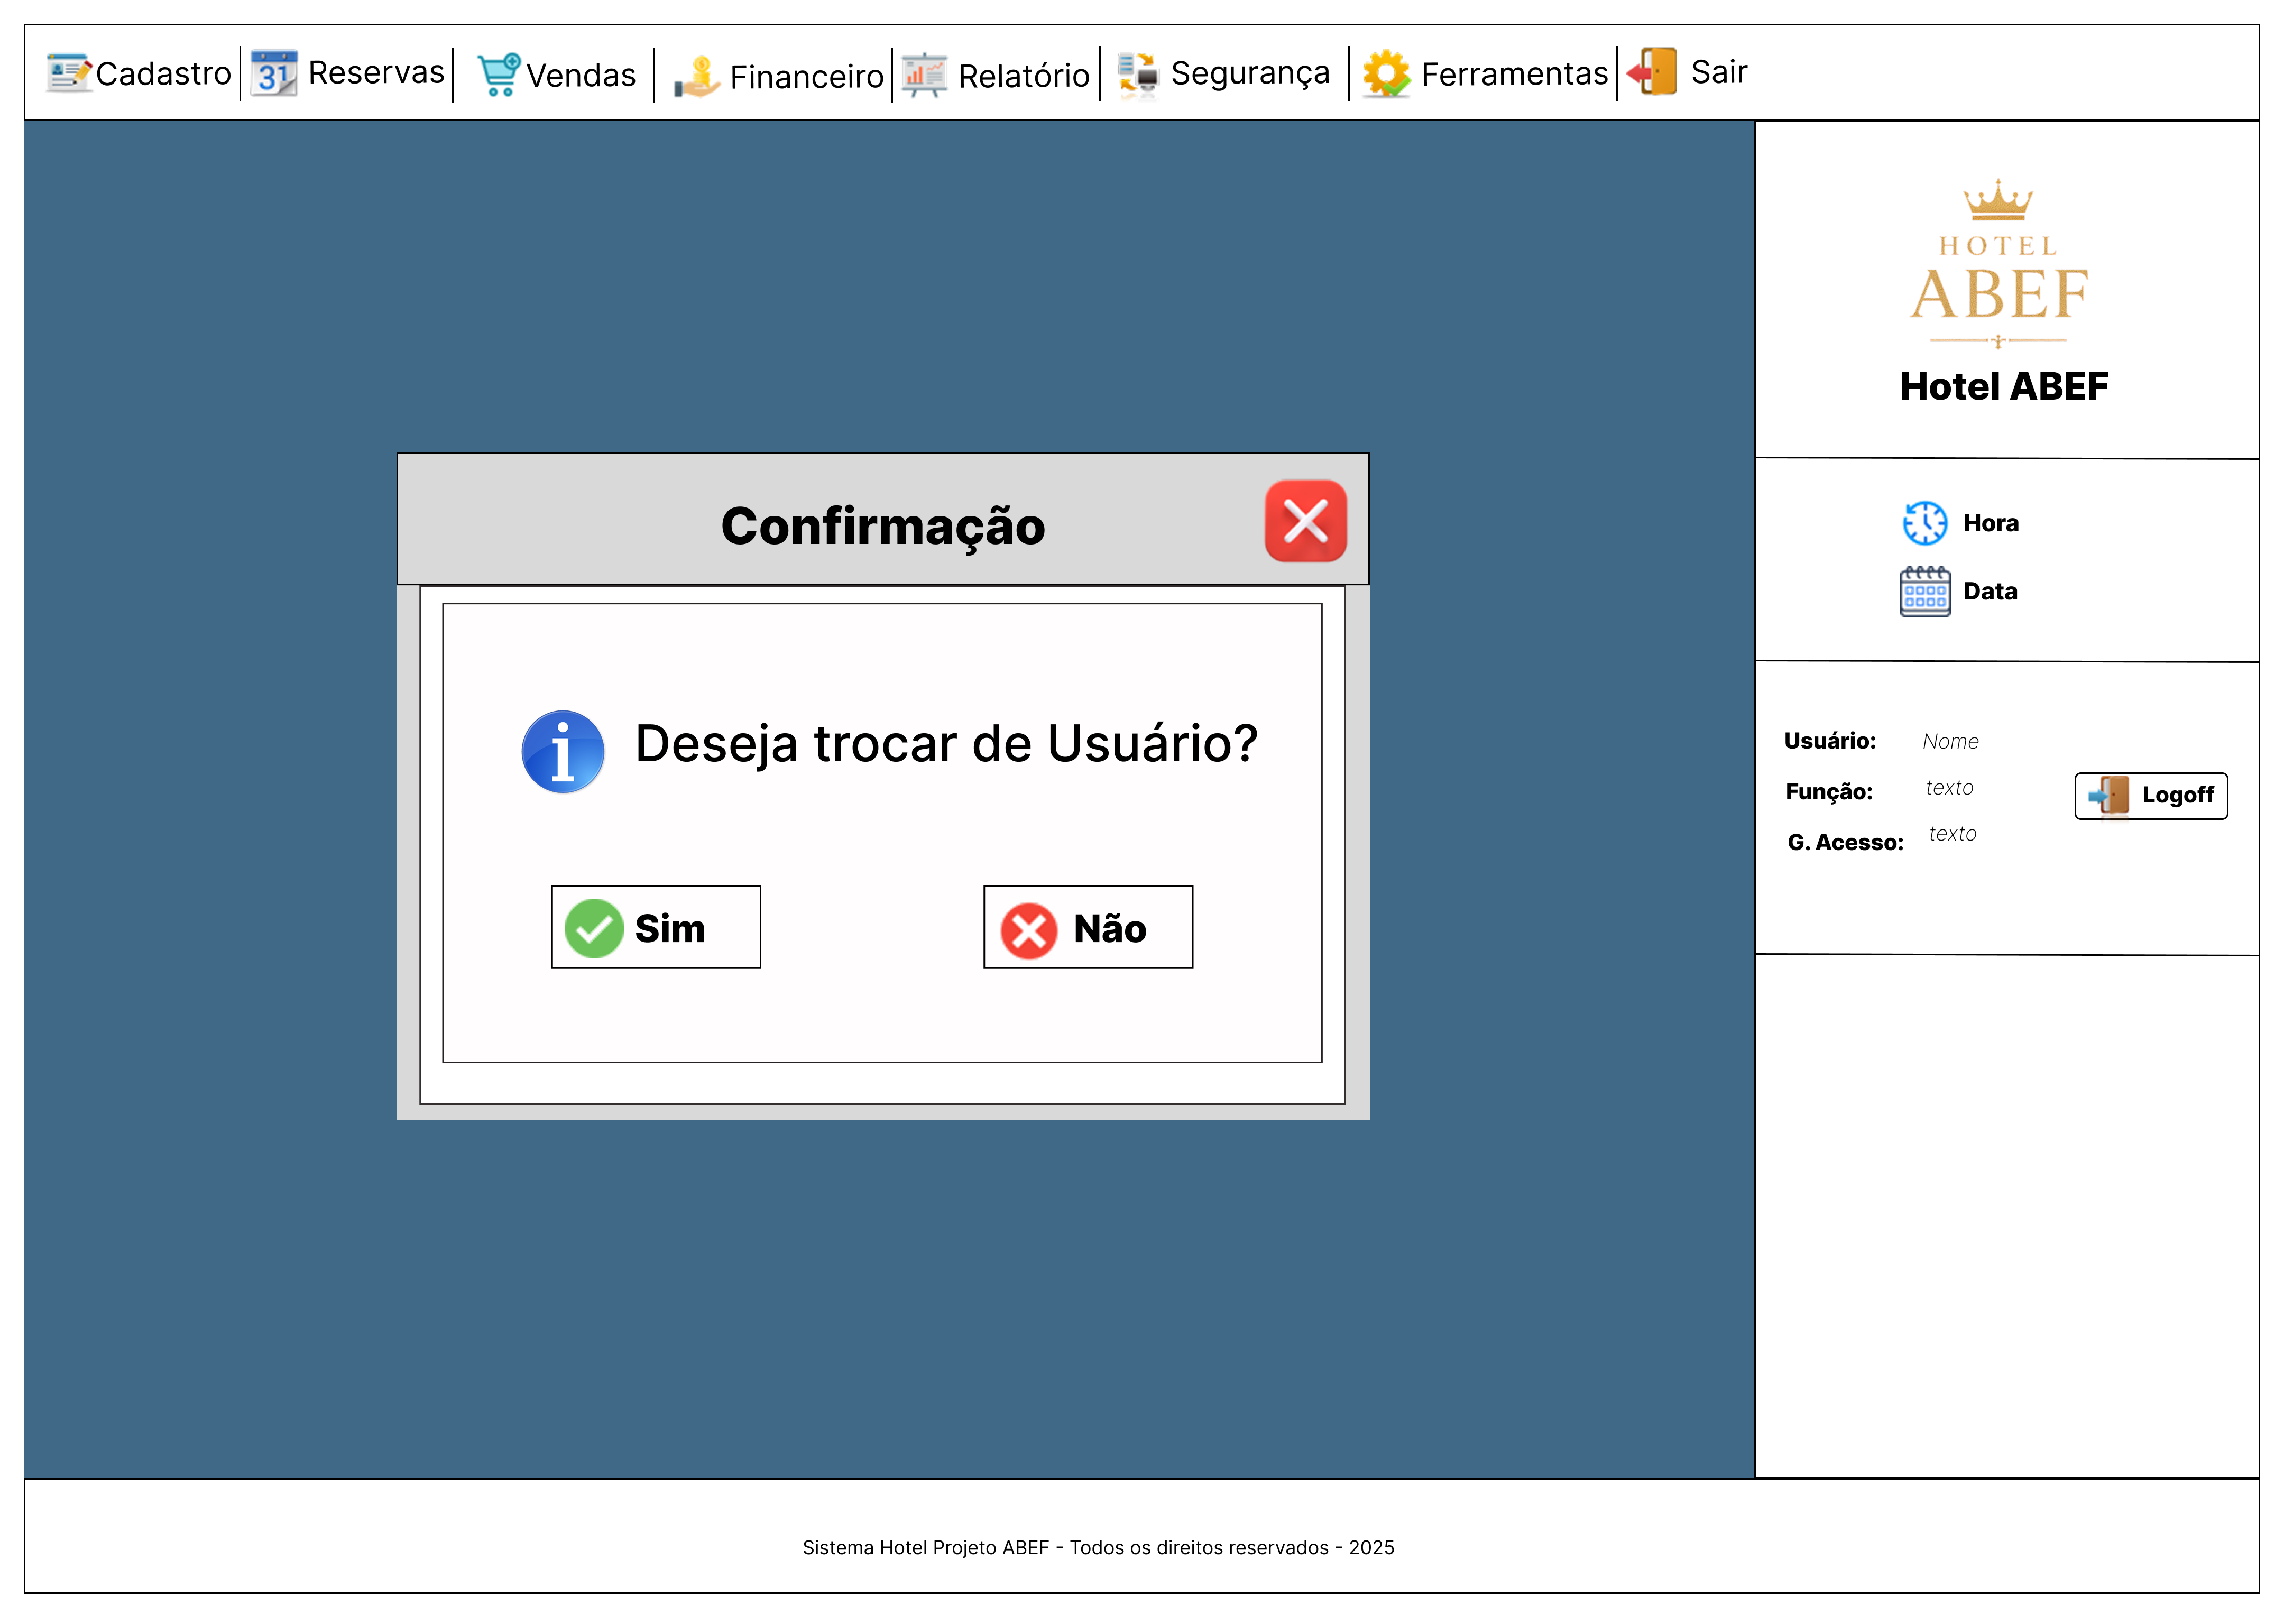 Cadastro
Reservas
Vendas
Financeiro
Relatório
Segurança
Ferramentas
Sair
31
HOTEL
ABEF
Hotel ABEF
Hora
Data
Usuário: Nome
Função: texto
G. Acesso: texto
Logoff
Confirmação
Deseja trocar de Usuário?
Sim
Não
Sistema Hotel Projeto ABEF - Todos os direitos reservados - 2025